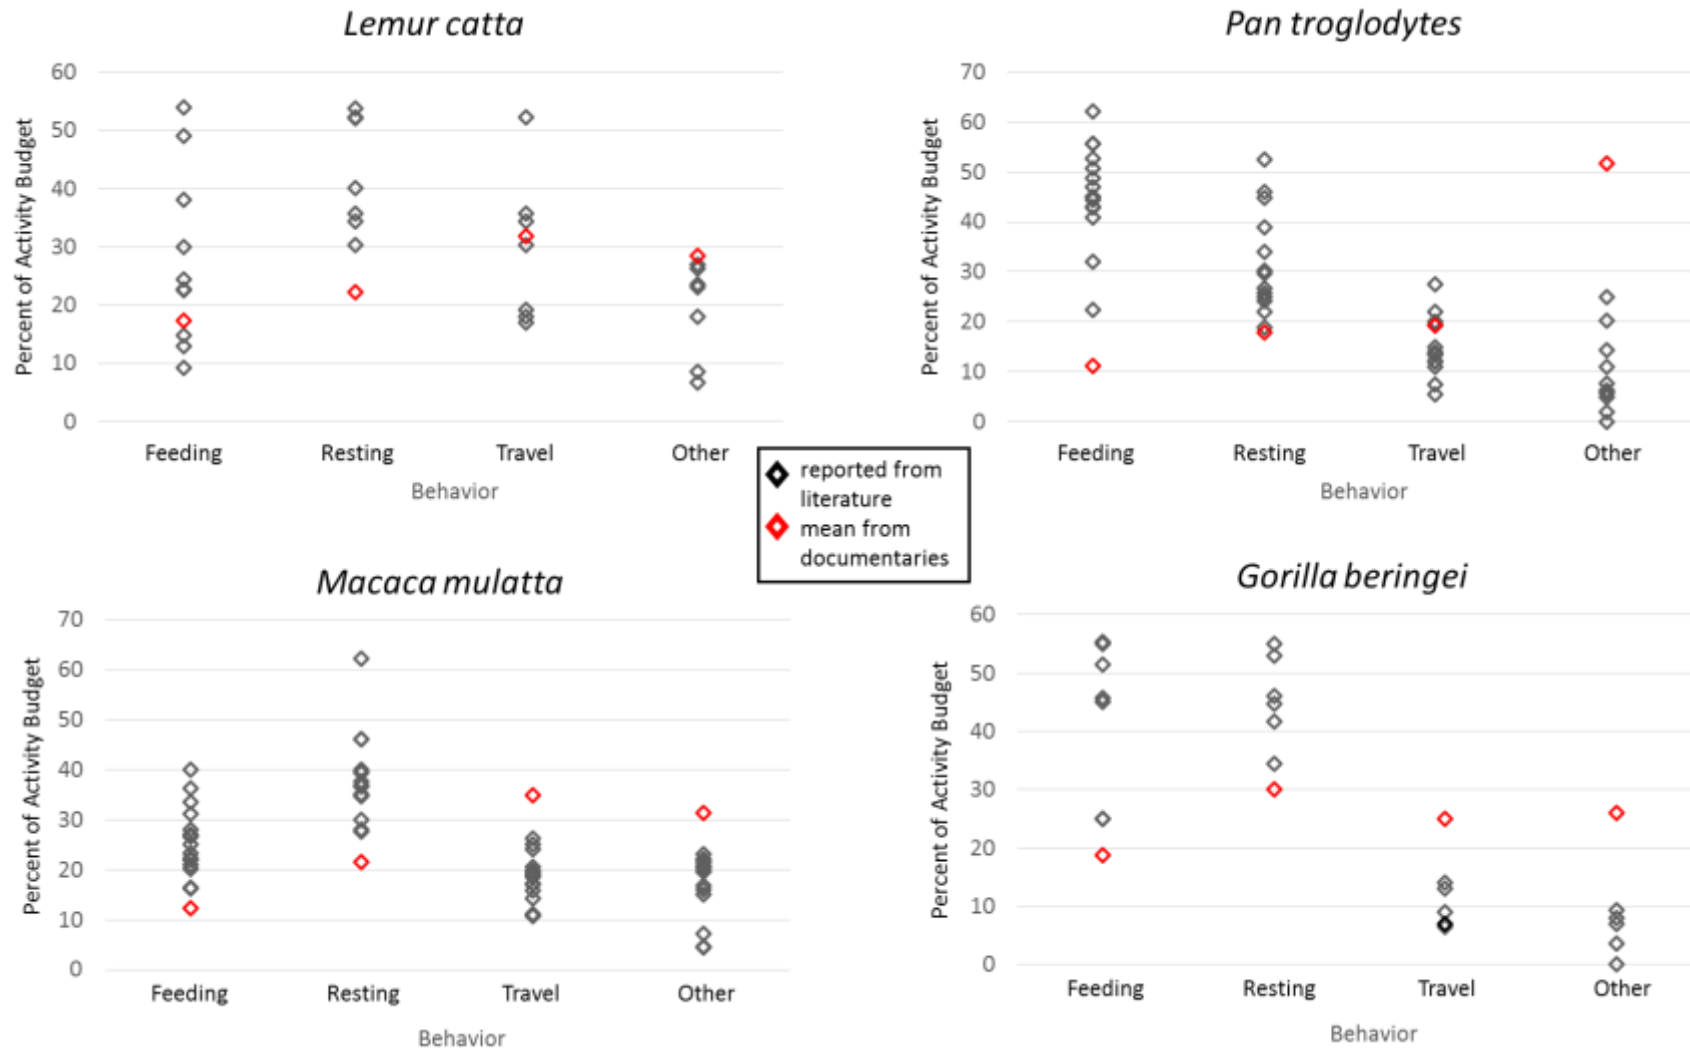 Lemur catta
Percent of Activity Budget
60
50
40
30
20
10
0
Feeding Resting Travel Other
Behavior
Pan troglodytes
Percent of Activity Budget
70
60
50
40
30
20
10
0
Feeding Resting Travel Other
Behavior
reported from
literature
mean from
documentaries
Macaca mulatta
Percent of Activity Budget
70
60
50
40
30
20
10
0
Feeding Resting Travel Other
Behavior
Gorilla beringei
Percent of Activity Budget
60
50
40
30
20
10
0
Feeding Resting Travel Other
Behavior